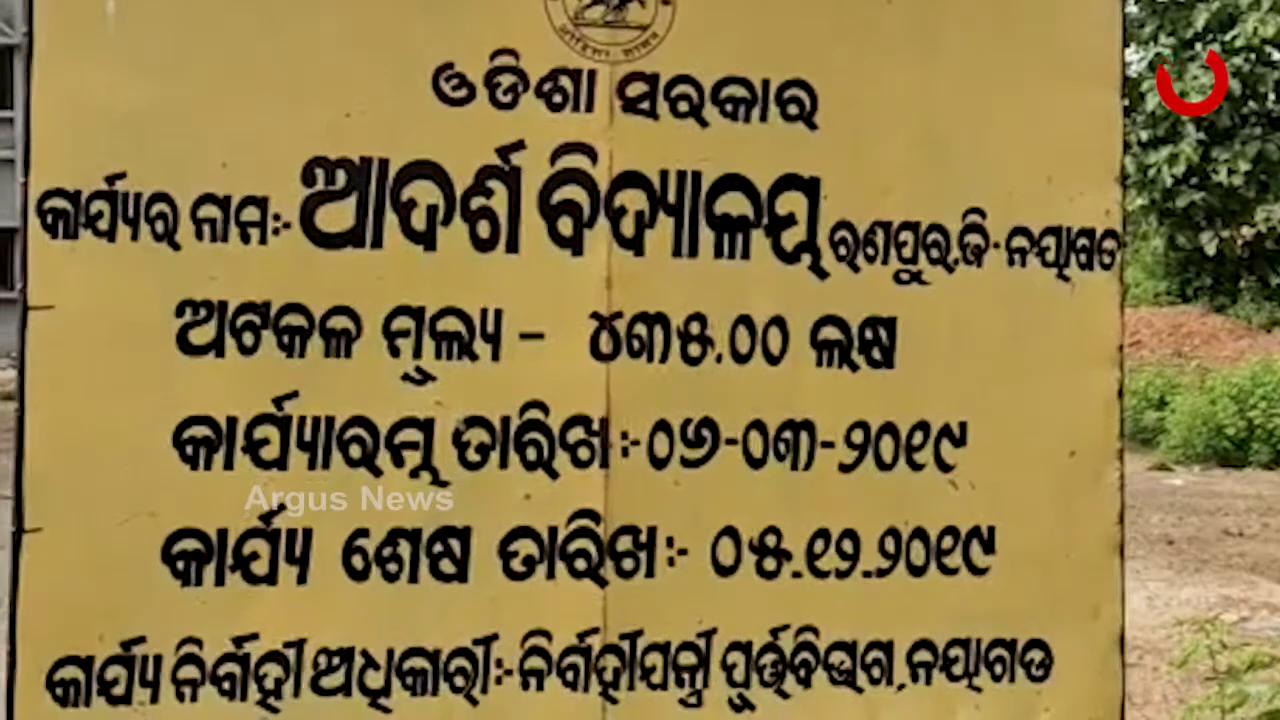 ଓଡିଶା ସରକାର
କାର୍ଯ୍ୟର ନାମଃ- ଆଦର୍ଶ ବିଦ୍ୟାଳୟ ରଣପୁର,ଜି- ନୟାଗଡ
ଅଟକଳ ମୂଲ୍ୟ - ୪୩୫.୦୦ ଲକ୍ଷ
କାର୍ଯ୍ୟାରମ୍ଭ ତାରିଖଃ-୦୬-୦୩-୨୦୧୯
Argus News
କାର୍ଯ୍ୟ ଶେଷ ତାରିଖଃ- ୦୫.୧୨.୨୦୧୯
କାର୍ଯ୍ୟ ନିର୍ବାହୀ ଅଧିକାରୀଃ-ନିର୍ବାହୀଯନ୍ତ୍ରୀ ପୂର୍ତ୍ତବିଭାଗ,ନୟାଗଡ